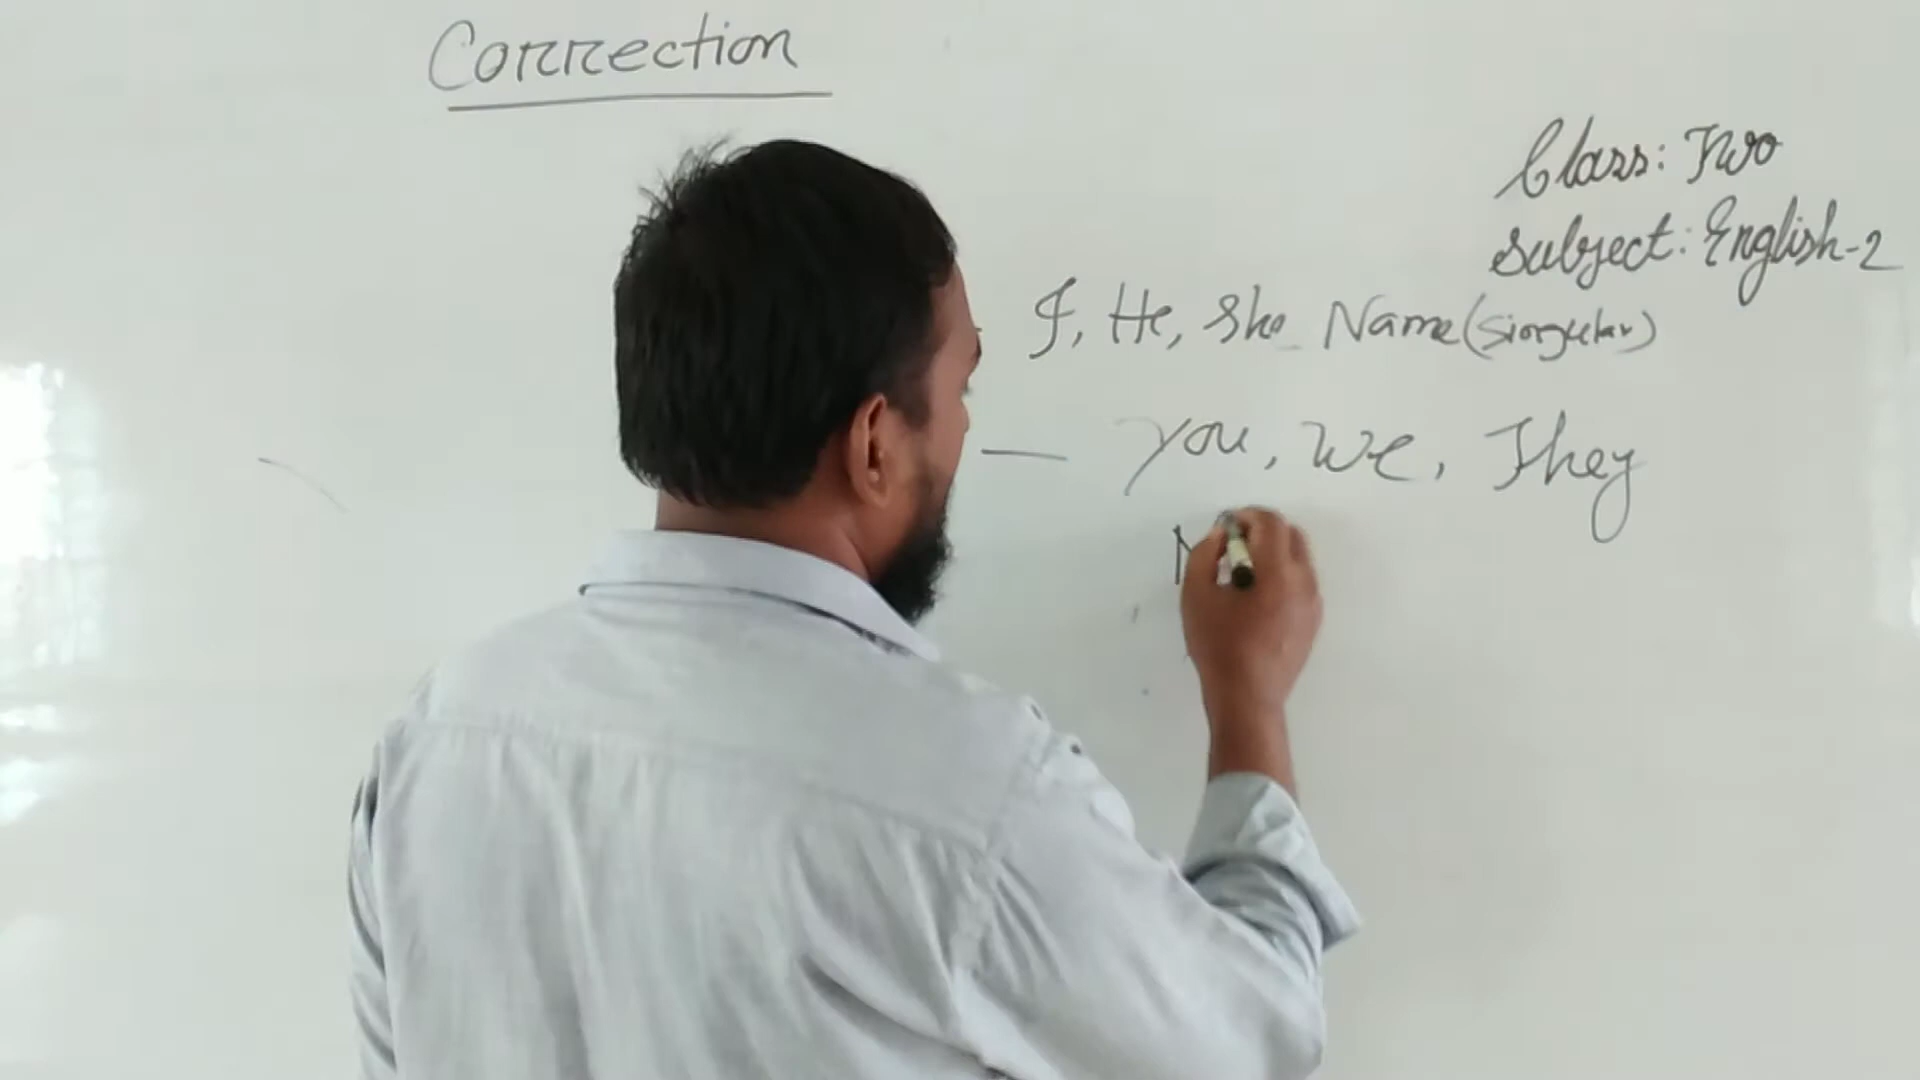 Correction
Class: Two
Subject: English-2
I, He, She Name (Singular)
— You, We, They
N